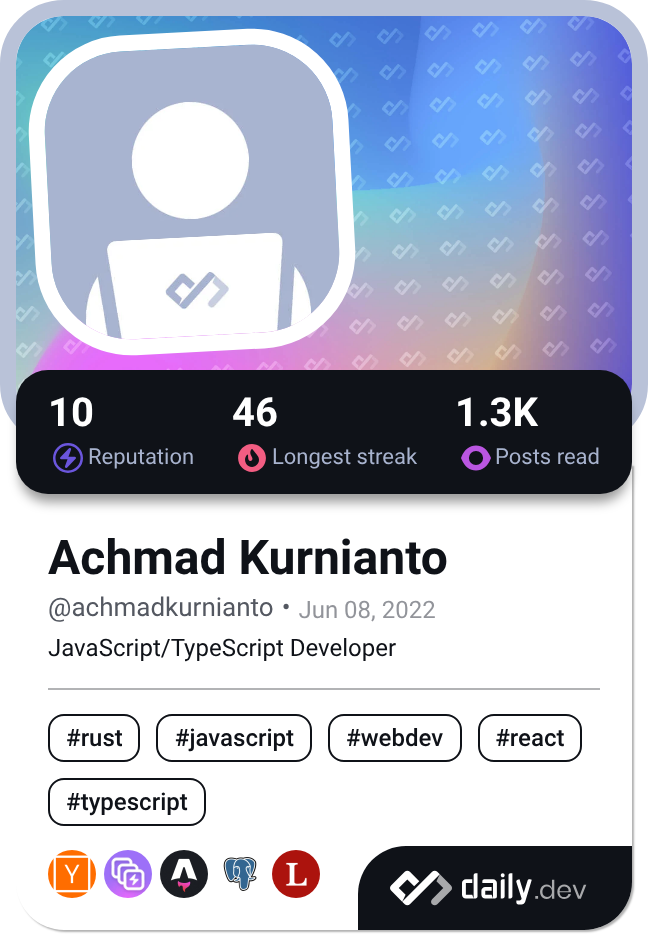 10 46 1.3K
Reputation Longest streak Posts read
Achmad Kurnianto
@achmadkurnianto • Jun 08, 2022
JavaScript/TypeScript Developer
#rust #javascript #webdev #react
#typescript
Y L
daily.dev